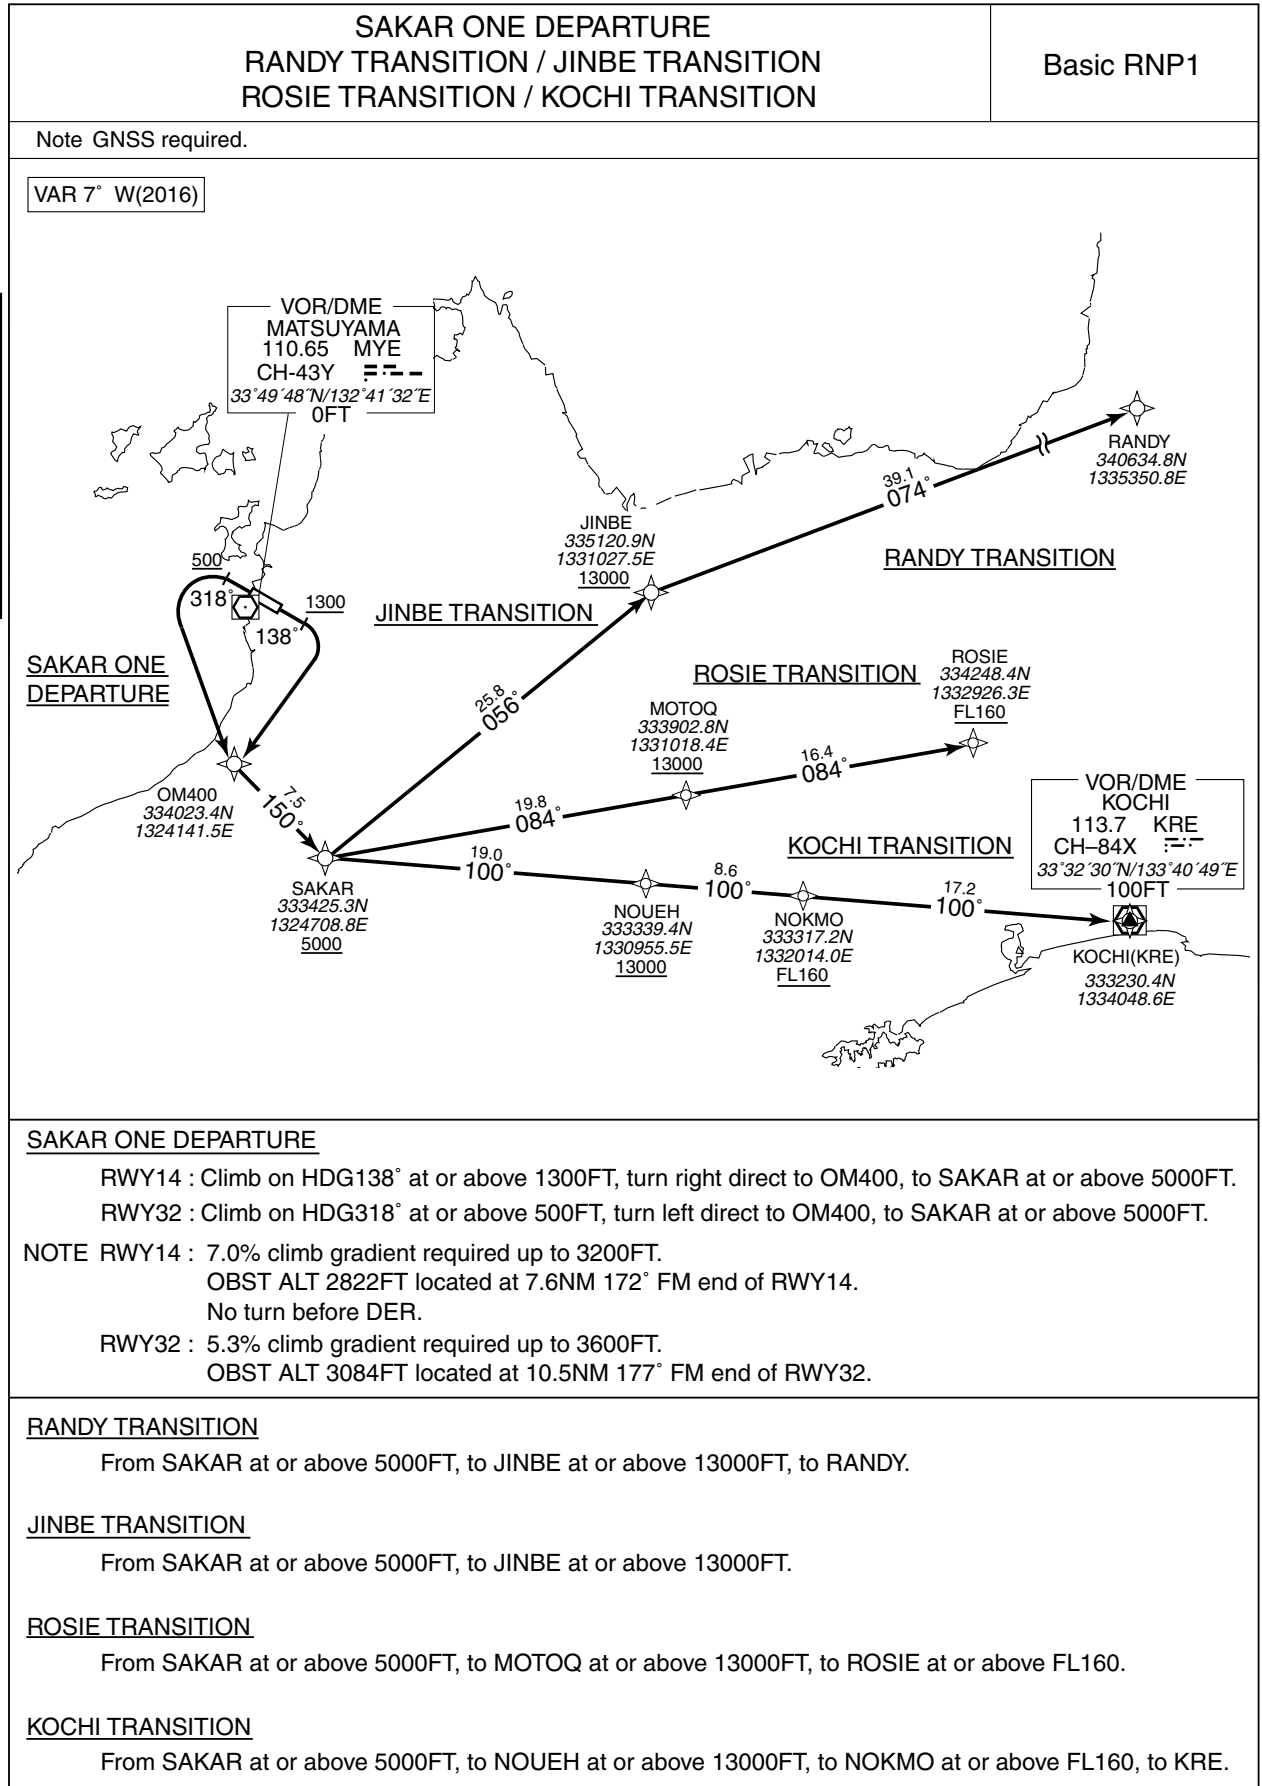 SAKAR ONE DEPARTURE
RANDY TRANSITION / JINBE TRANSITION
ROSIE TRANSITION / KOCHI TRANSITION
Basic RNP1
Note GNSS required.
VAR 7° W(2016)
VOR/DME
MATSUYAMA
110.65 MYE
CH-43Y
33°49´48˝N/132°41´32˝E
0FT
RANDY
340634.8N
1335350.8E
39.1
074°
JINBE
335120.9N
1331027.5E
13000
RANDY TRANSITION
500
318°
1300
138°
JINBE TRANSITION
SAKAR ONE
DEPARTURE
25.8
056°
ROSIE TRANSITION
ROSIE
334248.4N
1332926.3E
FL160
MOTOQ
333902.8N
1331018.4E
13000
16.4
084°
OM400
334023.4N
1324141.5E
7.5
150°
19.8
084°
VOR/DME
KOCHI
113.7 KRE
CH–84X
33°32´30˝N/133°40´49˝E
100FT
KOCHI TRANSITION
19.0
100°
8.6
100°
17.2
100°
SAKAR
333425.3N
1324708.8E
5000
NOUEH
333339.4N
1330955.5E
13000
NOKMO
333317.2N
1332014.0E
FL160
KOCHI(KRE)
333230.4N
1334048.6E
SAKAR ONE DEPARTURE
RWY14 : Climb on HDG138° at or above 1300FT, turn right direct to OM400, to SAKAR at or above 5000FT.
RWY32 : Climb on HDG318° at or above 500FT, turn left direct to OM400, to SAKAR at or above 5000FT.
NOTE RWY14 : 7.0% climb gradient required up to 3200FT.
OBST ALT 2822FT located at 7.6NM 172° FM end of RWY14.
No turn before DER.
RWY32 : 5.3% climb gradient required up to 3600FT.
OBST ALT 3084FT located at 10.5NM 177° FM end of RWY32.
RANDY TRANSITION
From SAKAR at or above 5000FT, to JINBE at or above 13000FT, to RANDY.
JINBE TRANSITION
From SAKAR at or above 5000FT, to JINBE at or above 13000FT.
ROSIE TRANSITION
From SAKAR at or above 5000FT, to MOTOQ at or above 13000FT, to ROSIE at or above FL160.
KOCHI TRANSITION
From SAKAR at or above 5000FT, to NOUEH at or above 13000FT, to NOKMO at or above FL160, to KRE.